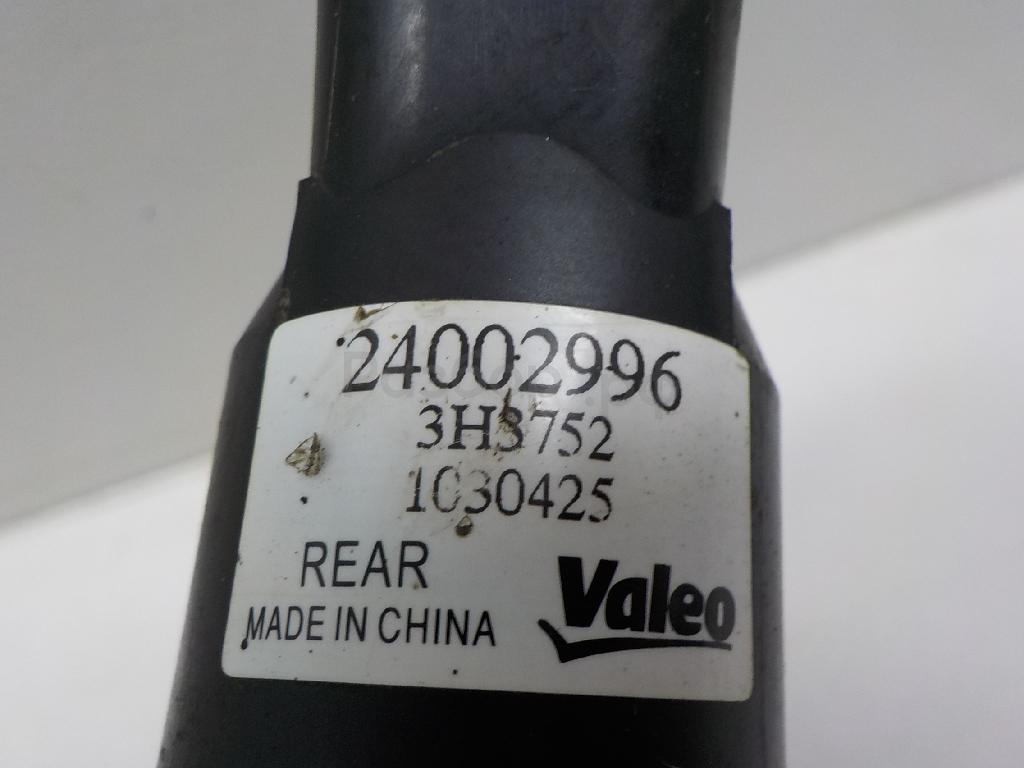 24002996
3H3752
1030425
REAR
MADE IN CHINA
Valeo